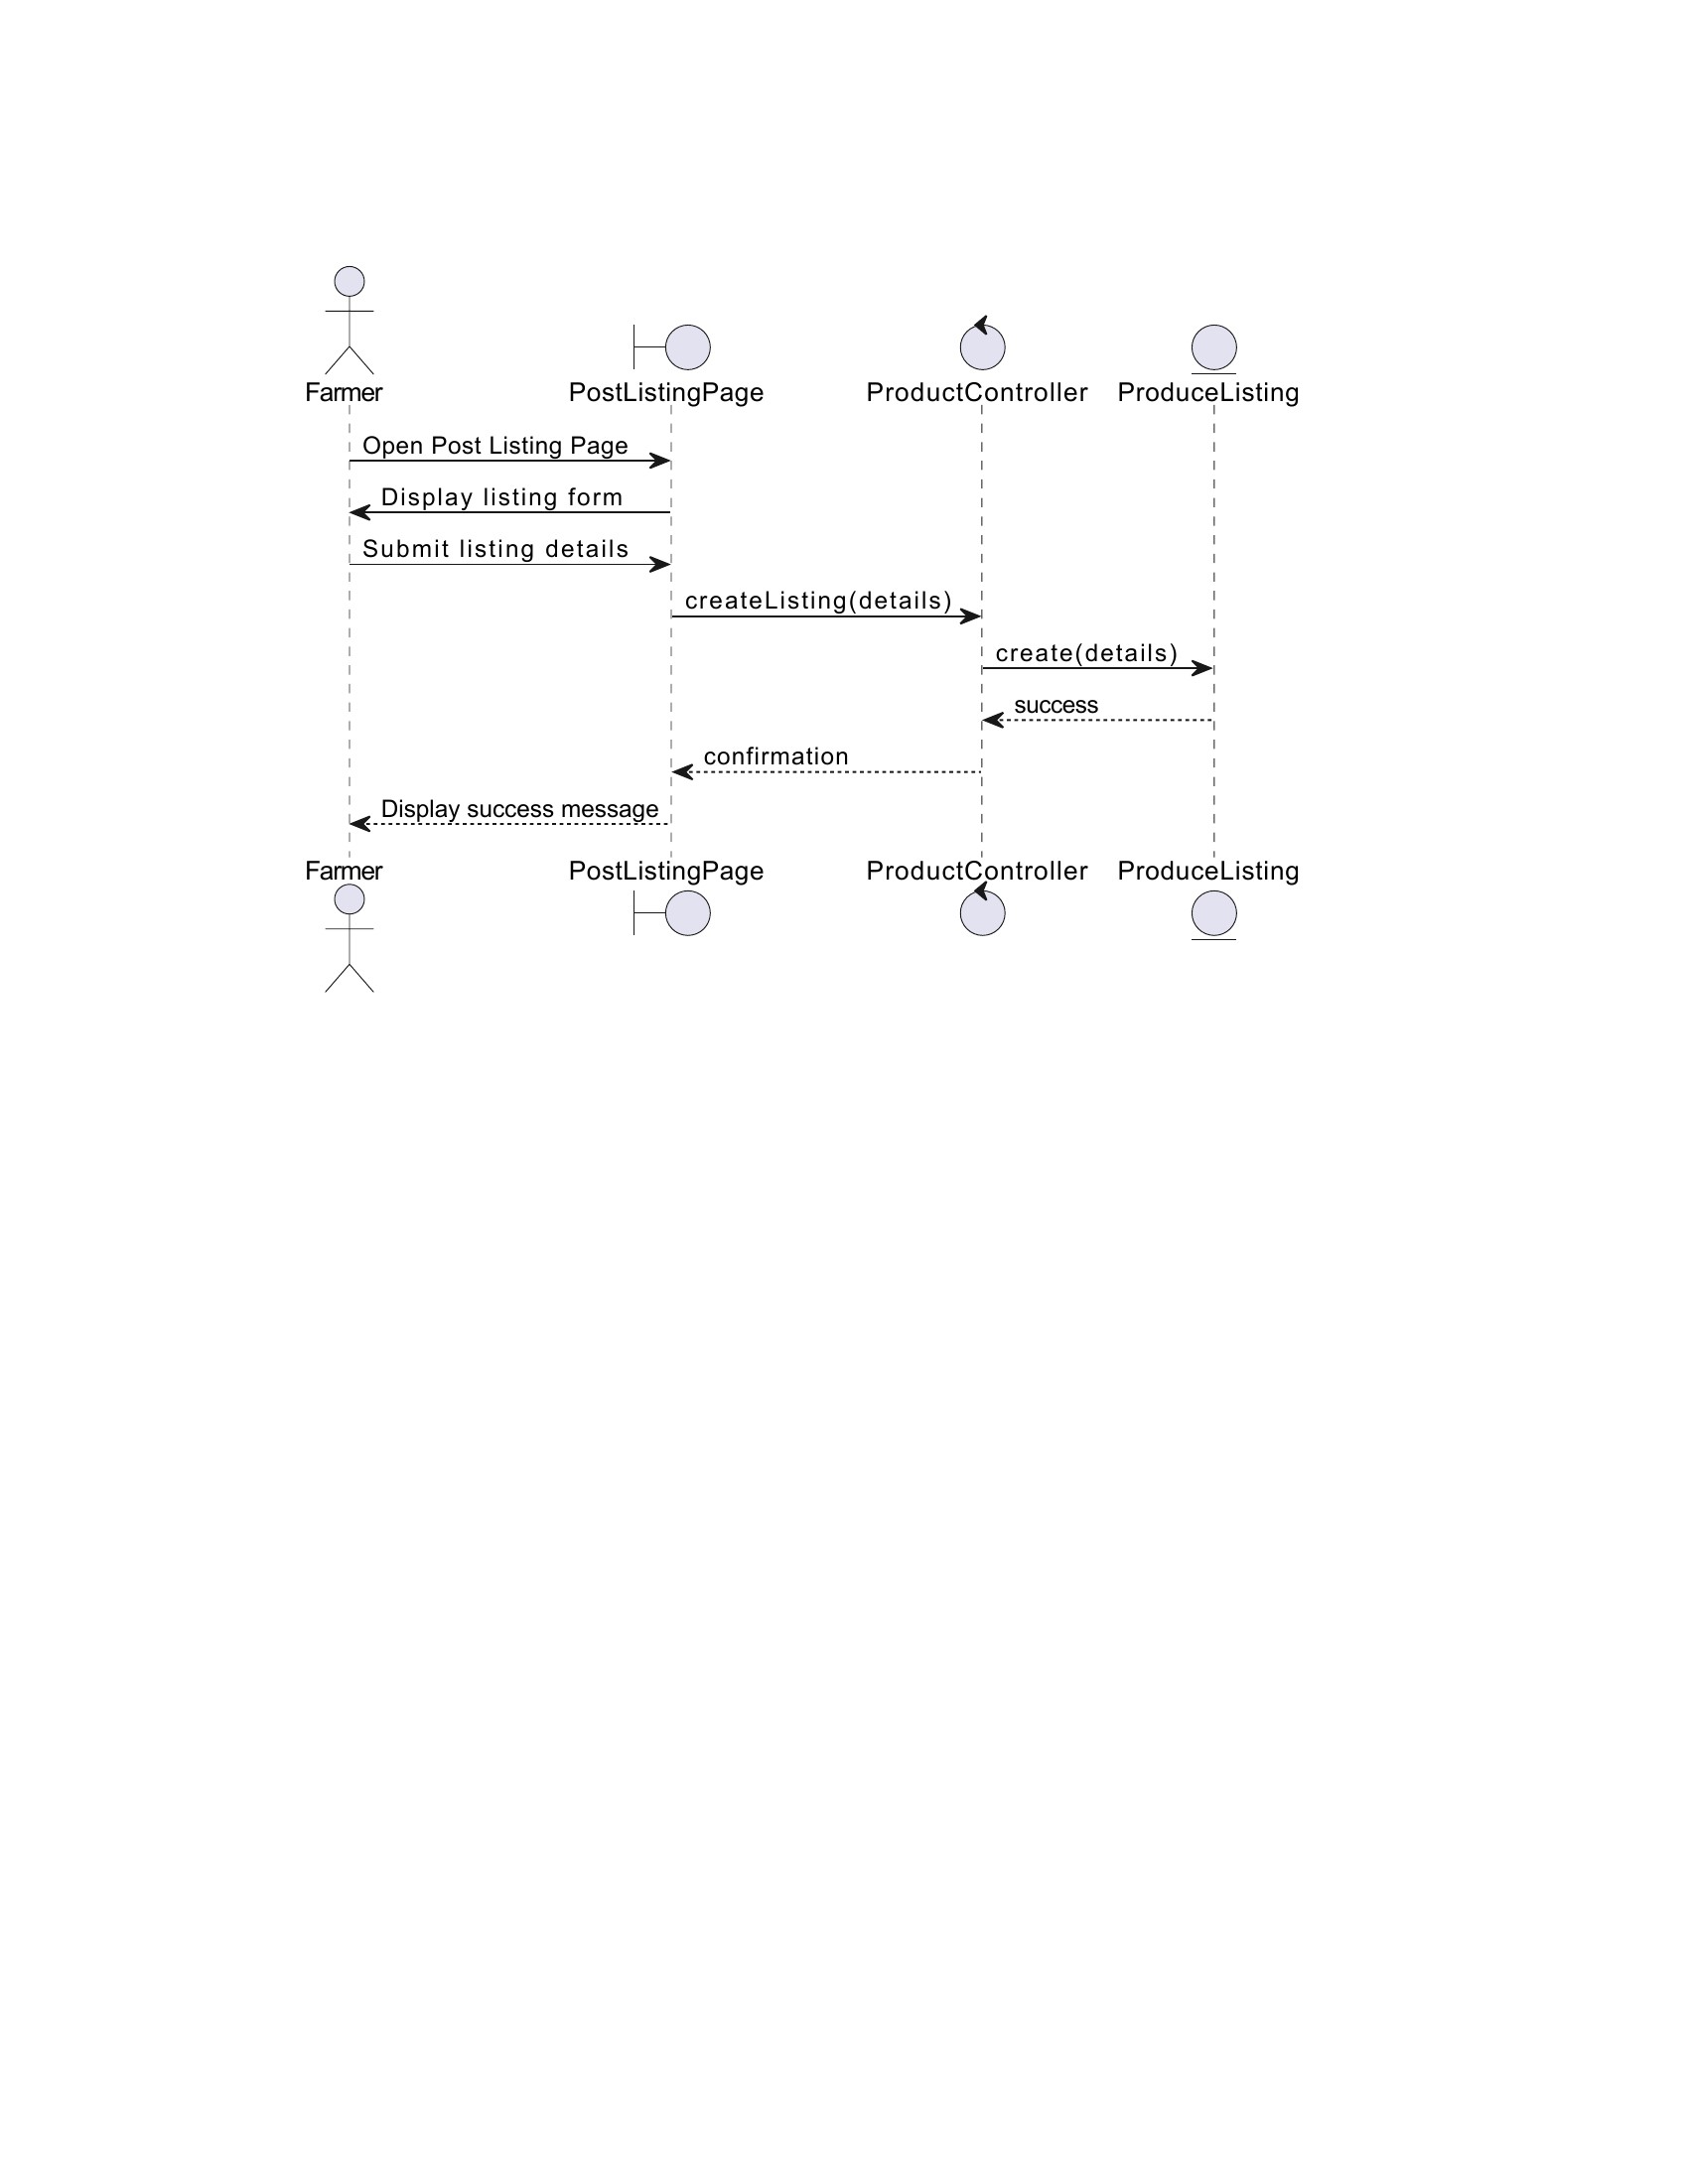 Farmer
PostListingPage
ProductController
ProduceListing
Open Post Listing Page
Display listing form
Submit listing details
createListing(details)
create(details)
success
confirmation
Display success message
Farmer
PostListingPage
ProductController
ProduceListing